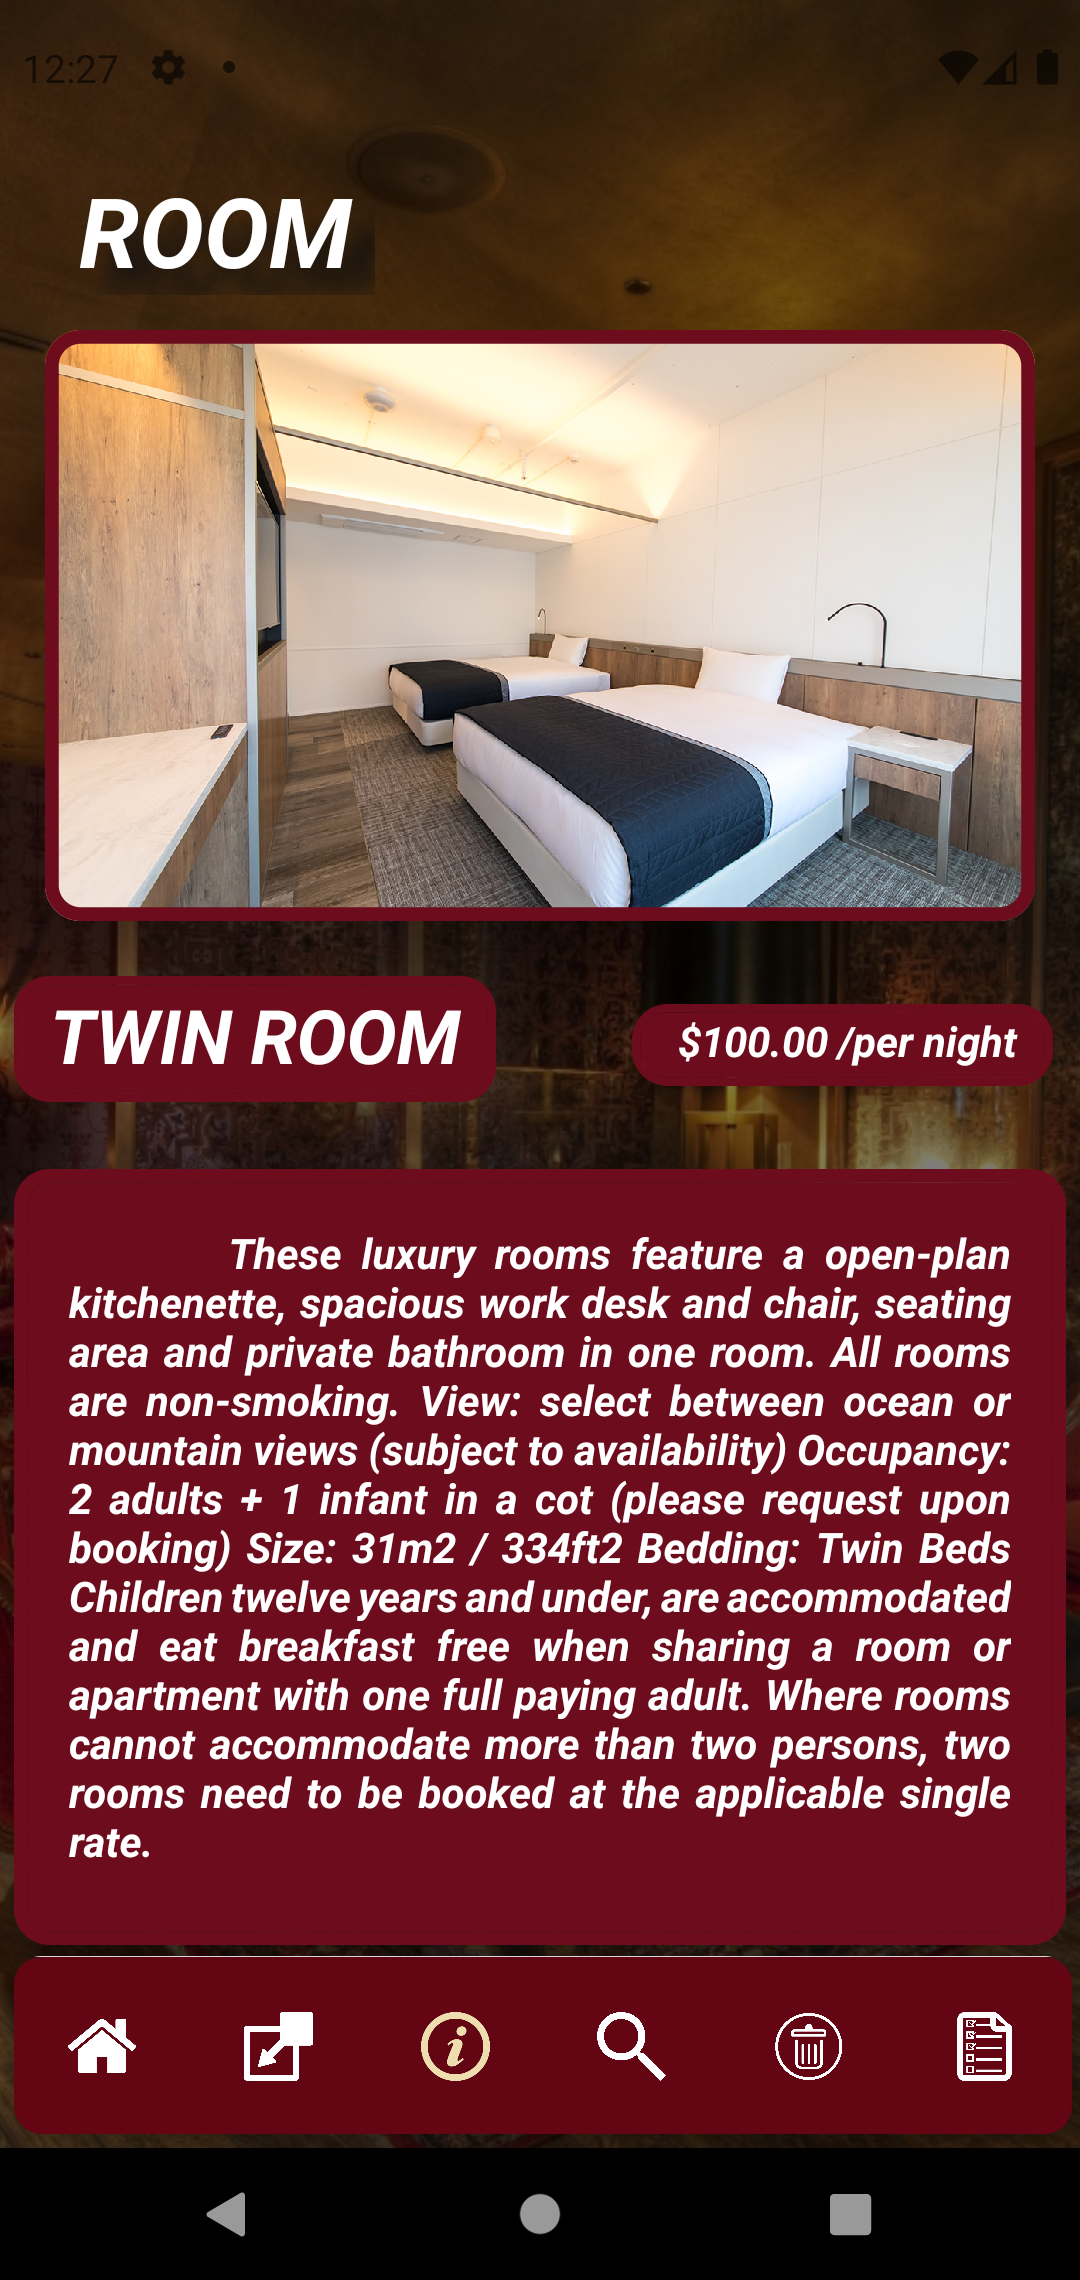 12:27
ROOM
TWIN ROOM
$100.00 /per night
These luxury rooms feature a open-plan
kitchenette, spacious work desk and chair, seating
area and private bathroom in one room. All rooms
are non-smoking. View: select between ocean or
mountain views (subject to availability) Occupancy:
2 adults + 1 infant in a cot (please request upon
booking) Size: 31m2 / 334ft2 Bedding: Twin Beds
Children twelve years and under, are accommodated
and eat breakfast free when sharing a room or
apartment with one full paying adult. Where rooms
cannot accommodate more than two persons, two
rooms need to be booked at the applicable single
rate.